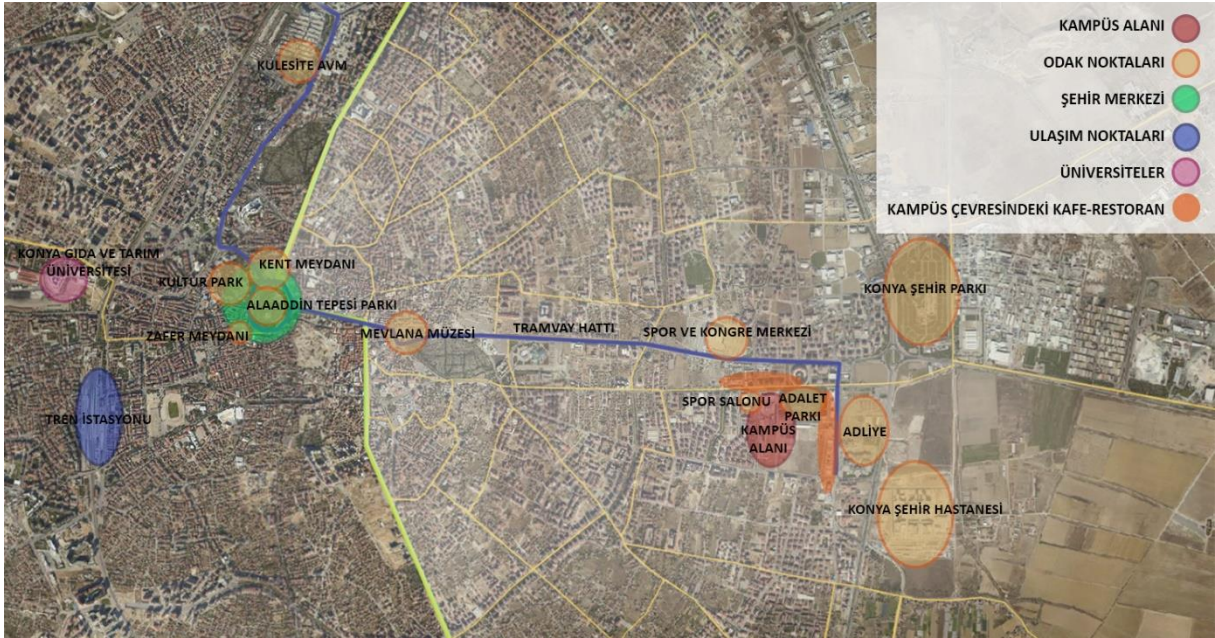 KAMPÜS ALANI
ODAK NOKTALARI
ŞEHİR MERKEZİ
ULAŞIM NOKTALARI
ÜNİVERSİTELER
KAMPÜS ÇEVRESİNDEKİ KAFE-RESTORAN
KULESİTE AVM
KONYA GIDA VE TARIM
ÜNİVERSİTESİ
KENT MEYDANI
KÜLTÜR PARK
ALAADDİN TEPESİ PARKI
ZAFER MEYDANI
MEVLANA MÜZESİ
TRAMVAY HATTI
SPOR VE KONGRE MERKEZİ
KONYA ŞEHİR PARKI
TREN İSTASYONU
SPOR SALONU
ADALET
PARKI
KAMPÜS
ALANI
ADLİYE
KONYA ŞEHİR HASTANESİ